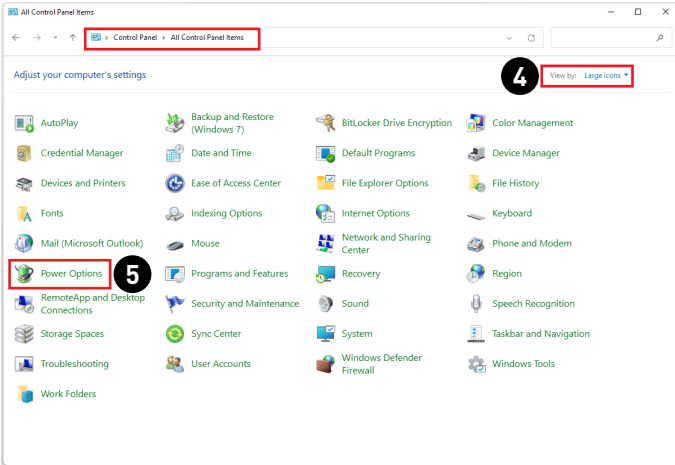 All Control Panel Items
Control Panel > All Control Panel Items
Adjust your computer's settings
4
View by: Large icons
AutoPlay
Backup and Restore
(Windows 7)
BitLocker Drive Encryption
Color Management
Credential Manager
Date and Time
Default Programs
Device Manager
Devices and Printers
Ease of Access Center
File Explorer Options
File History
Fonts
Indexing Options
Internet Options
Keyboard
Mail (Microsoft Outlook)
Mouse
Network and Sharing
Center
Phone and Modem
Power Options
5
Programs and Features
Recovery
Region
RemoteApp and Desktop
Connections
Security and Maintenance
Sound
Speech Recognition
Storage Spaces
Sync Center
System
Taskbar and Navigation
Troubleshooting
User Accounts
Windows Defender
Firewall
Windows Tools
Work Folders